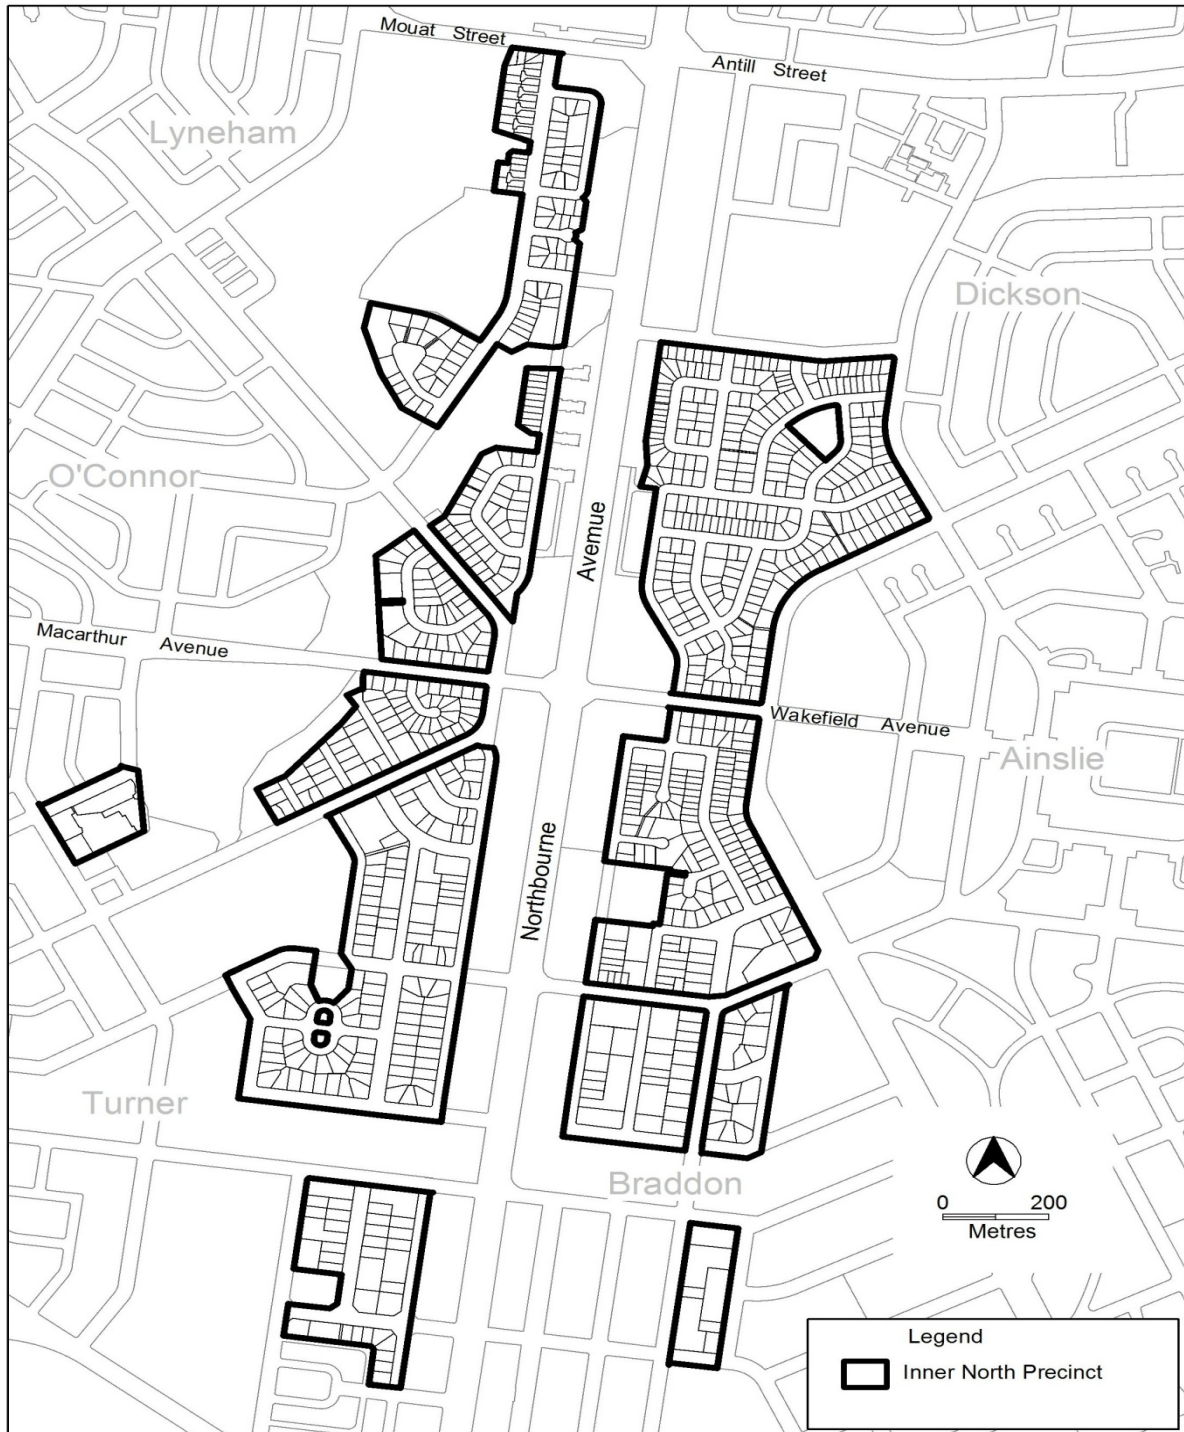 Mouat Street
Antill Street
Lyneham
Dickson
O'Connor
Avemue
Macarthur Avenue
Wakefield Avenue
Ainslie
Northbourne
Turner
Braddon
0 200
Metres
Legend
Inner North Precinct